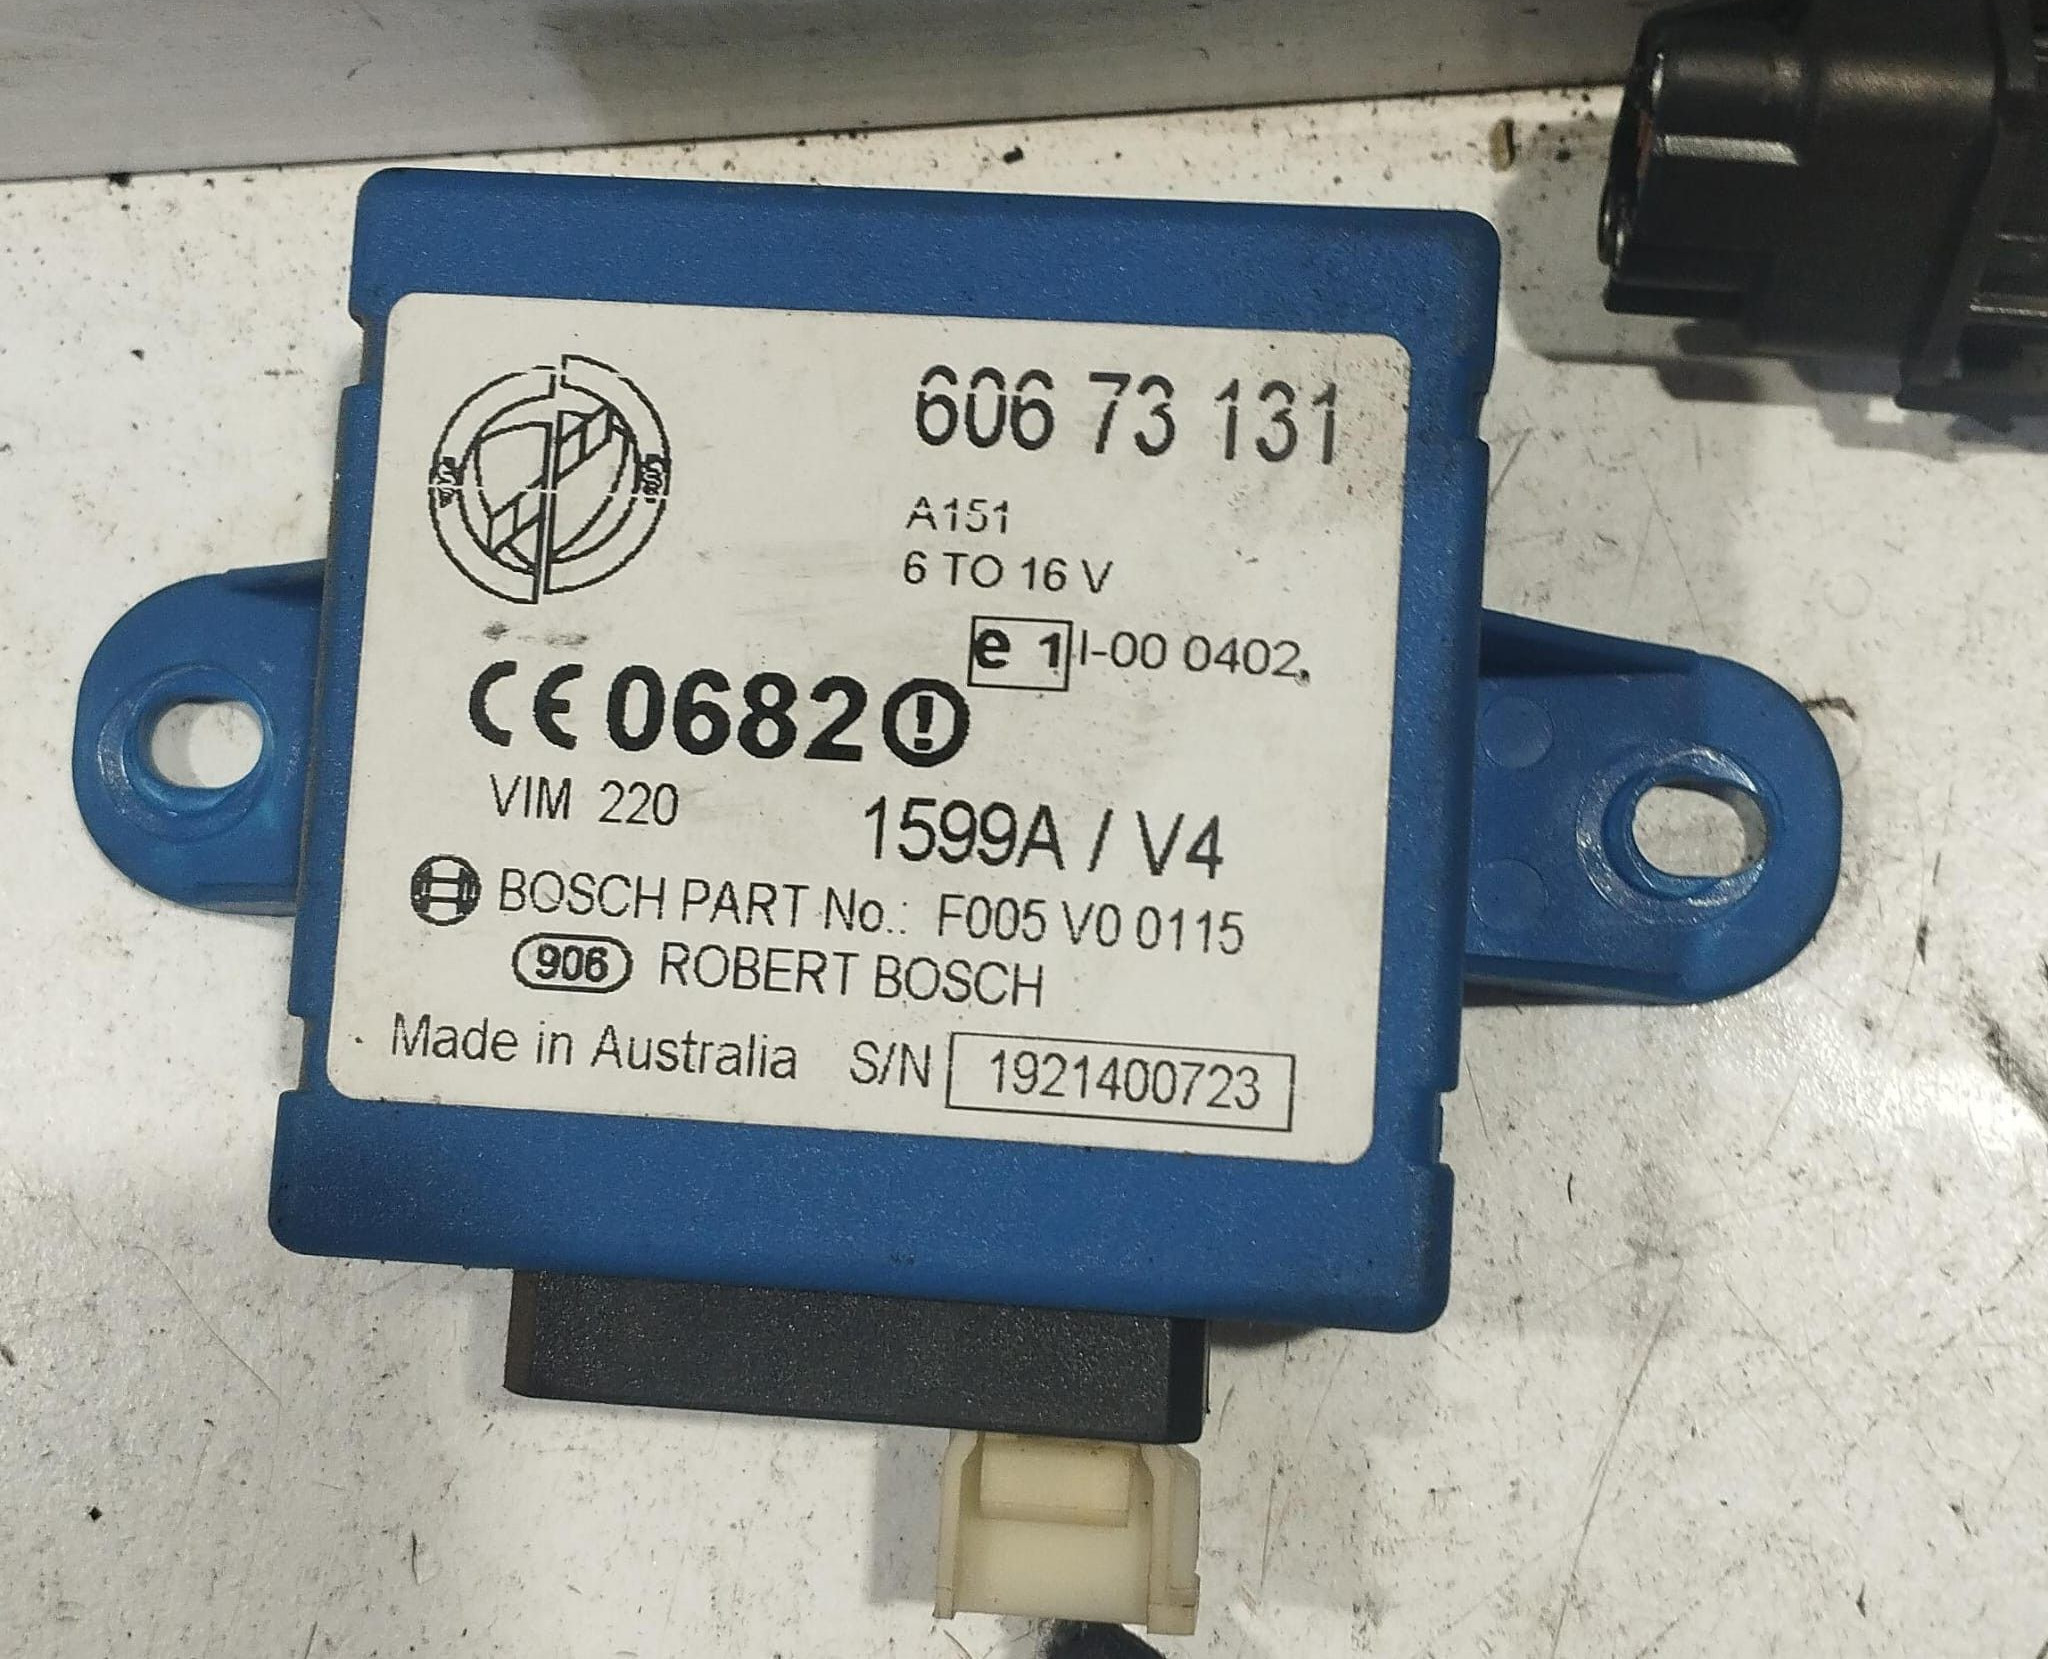 606 73 131
A151
6 TO 16 V
e 1 I-00 0402.
CE 0682
VIM 220 1599A / V4
BOSCH PART No.: F005 V0 0115
906 ROBERT BOSCH
Made in Australia S/N 1921400723